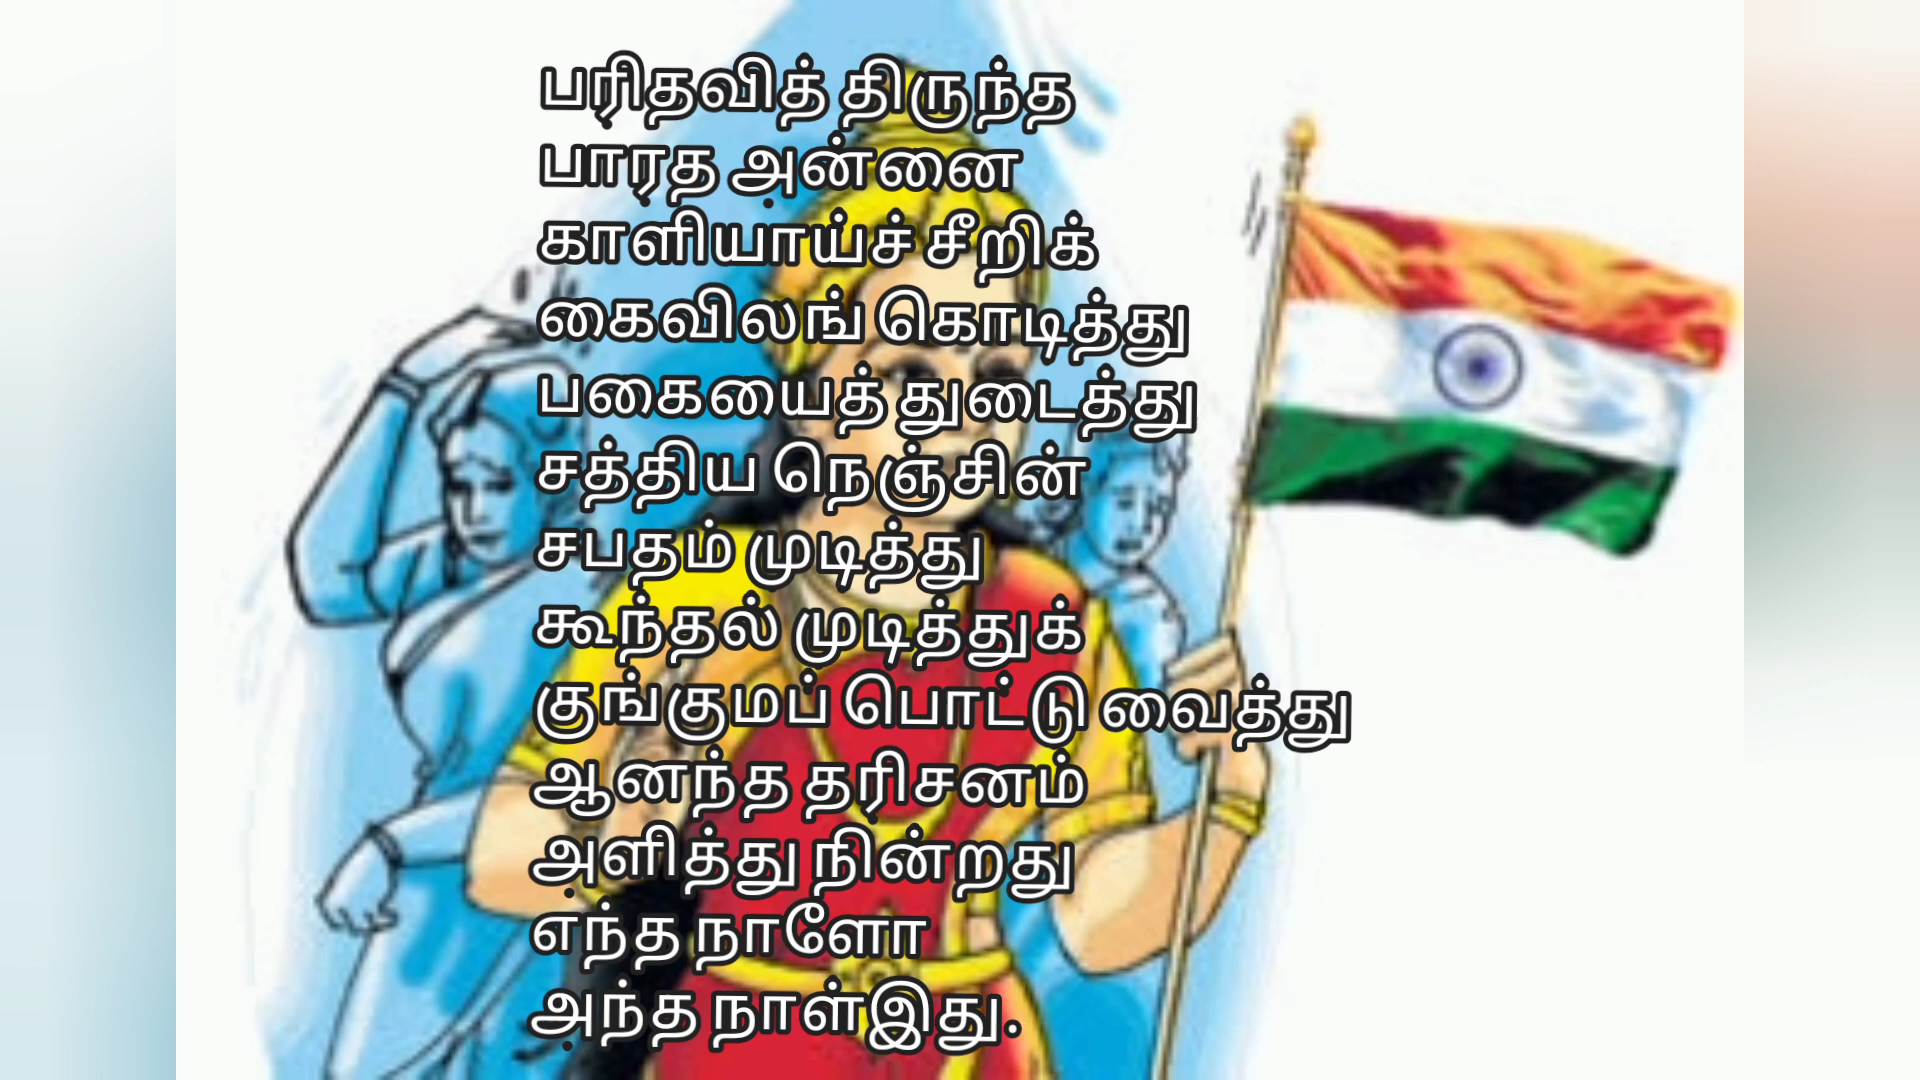 பரிதவித் திருந்த
பாரத அன்னை
காளியாய்ச் சீறிக்
கைவிலங் கொடித்து
பகையைத் துடைத்து
சத்திய நெஞ்சின்
சபதம் முடித்து
கூந்தல் முடித்துக்
குங்குமப் பொட்டு வைத்து
ஆனந்த தரிசனம்
அளித்து நின்றது
எந்த நாளோ
அந்த நாள்இது.